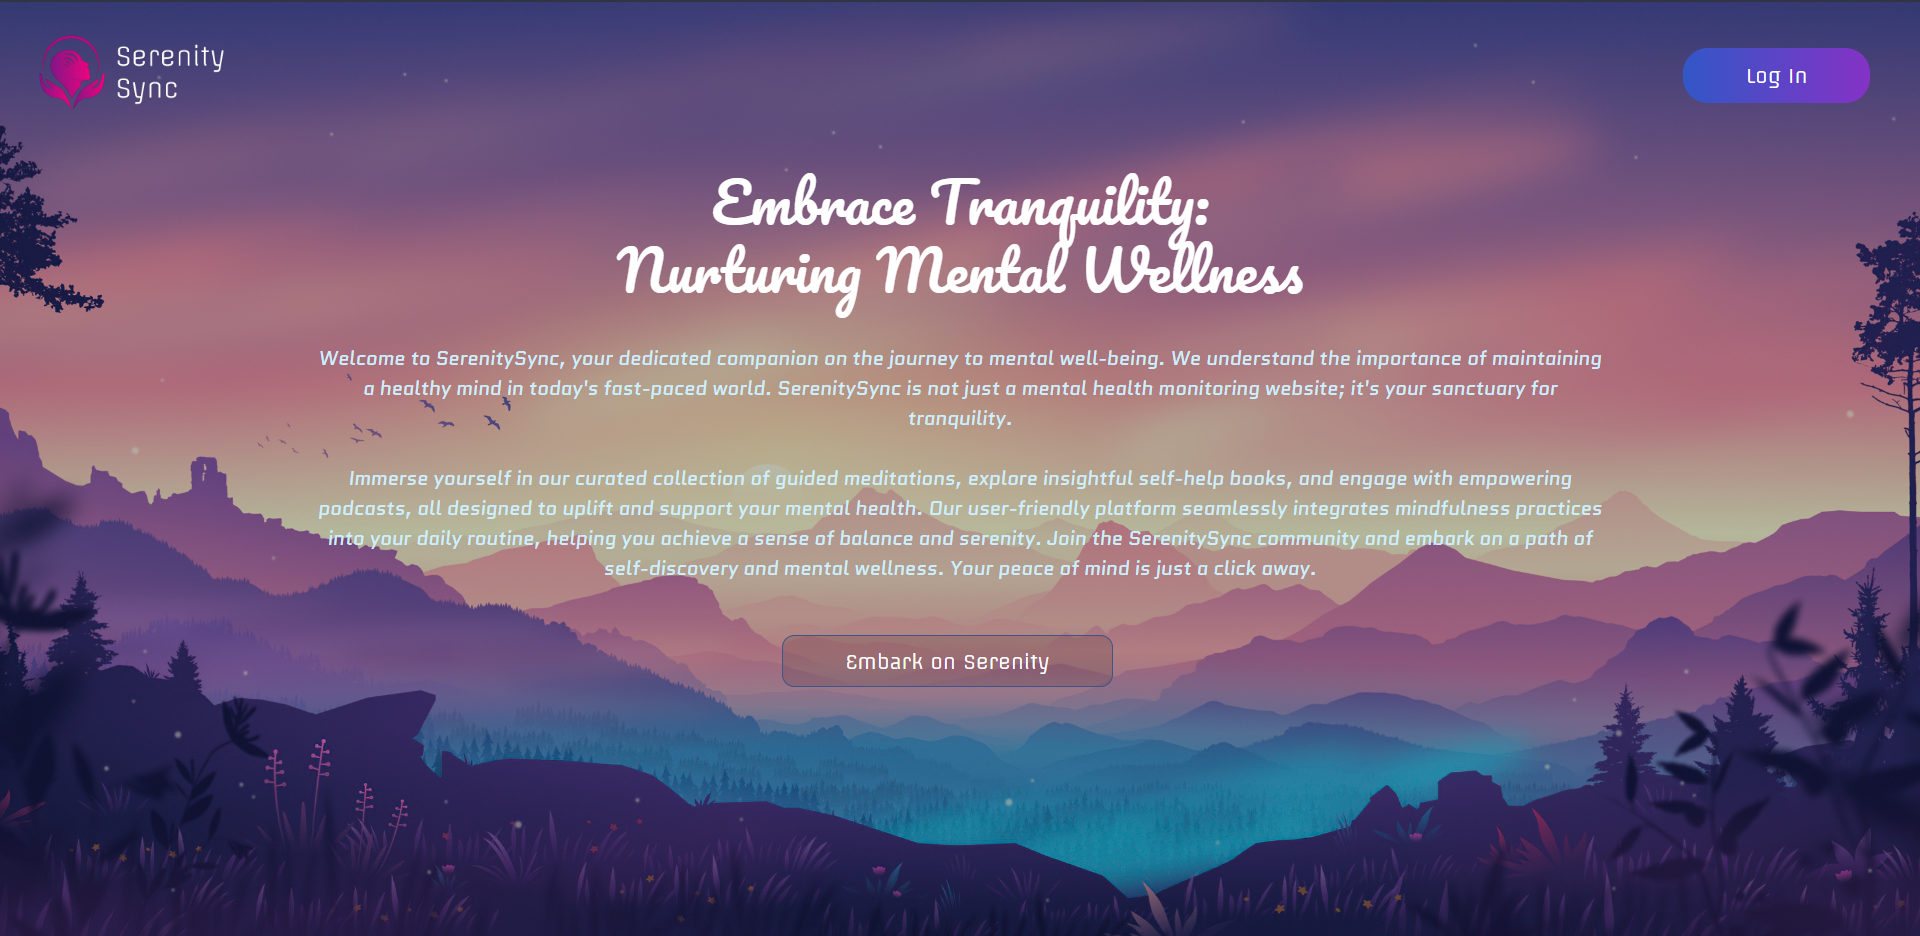 Serenity
Sync
Log In
Embrace Tranquility:
Nurturing Mental Wellness
Welcome to SerenitySync, your dedicated companion on the journey to mental well-being. We understand the importance of maintaining
a healthy mind in today's fast-paced world. SerenitySync is not just a mental health monitoring website; it's your sanctuary for
tranquility.
Immerse yourself in our curated collection of guided meditations, explore insightful self-help books, and engage with empowering
podcasts, all designed to uplift and support your mental health. Our user-friendly platform seamlessly integrates mindfulness practices
into your daily routine, helping you achieve a sense of balance and serenity. Join the SerenitySync community and embark on a path of
self-discovery and mental wellness. Your peace of mind is just a click away.
Embark on Serenity